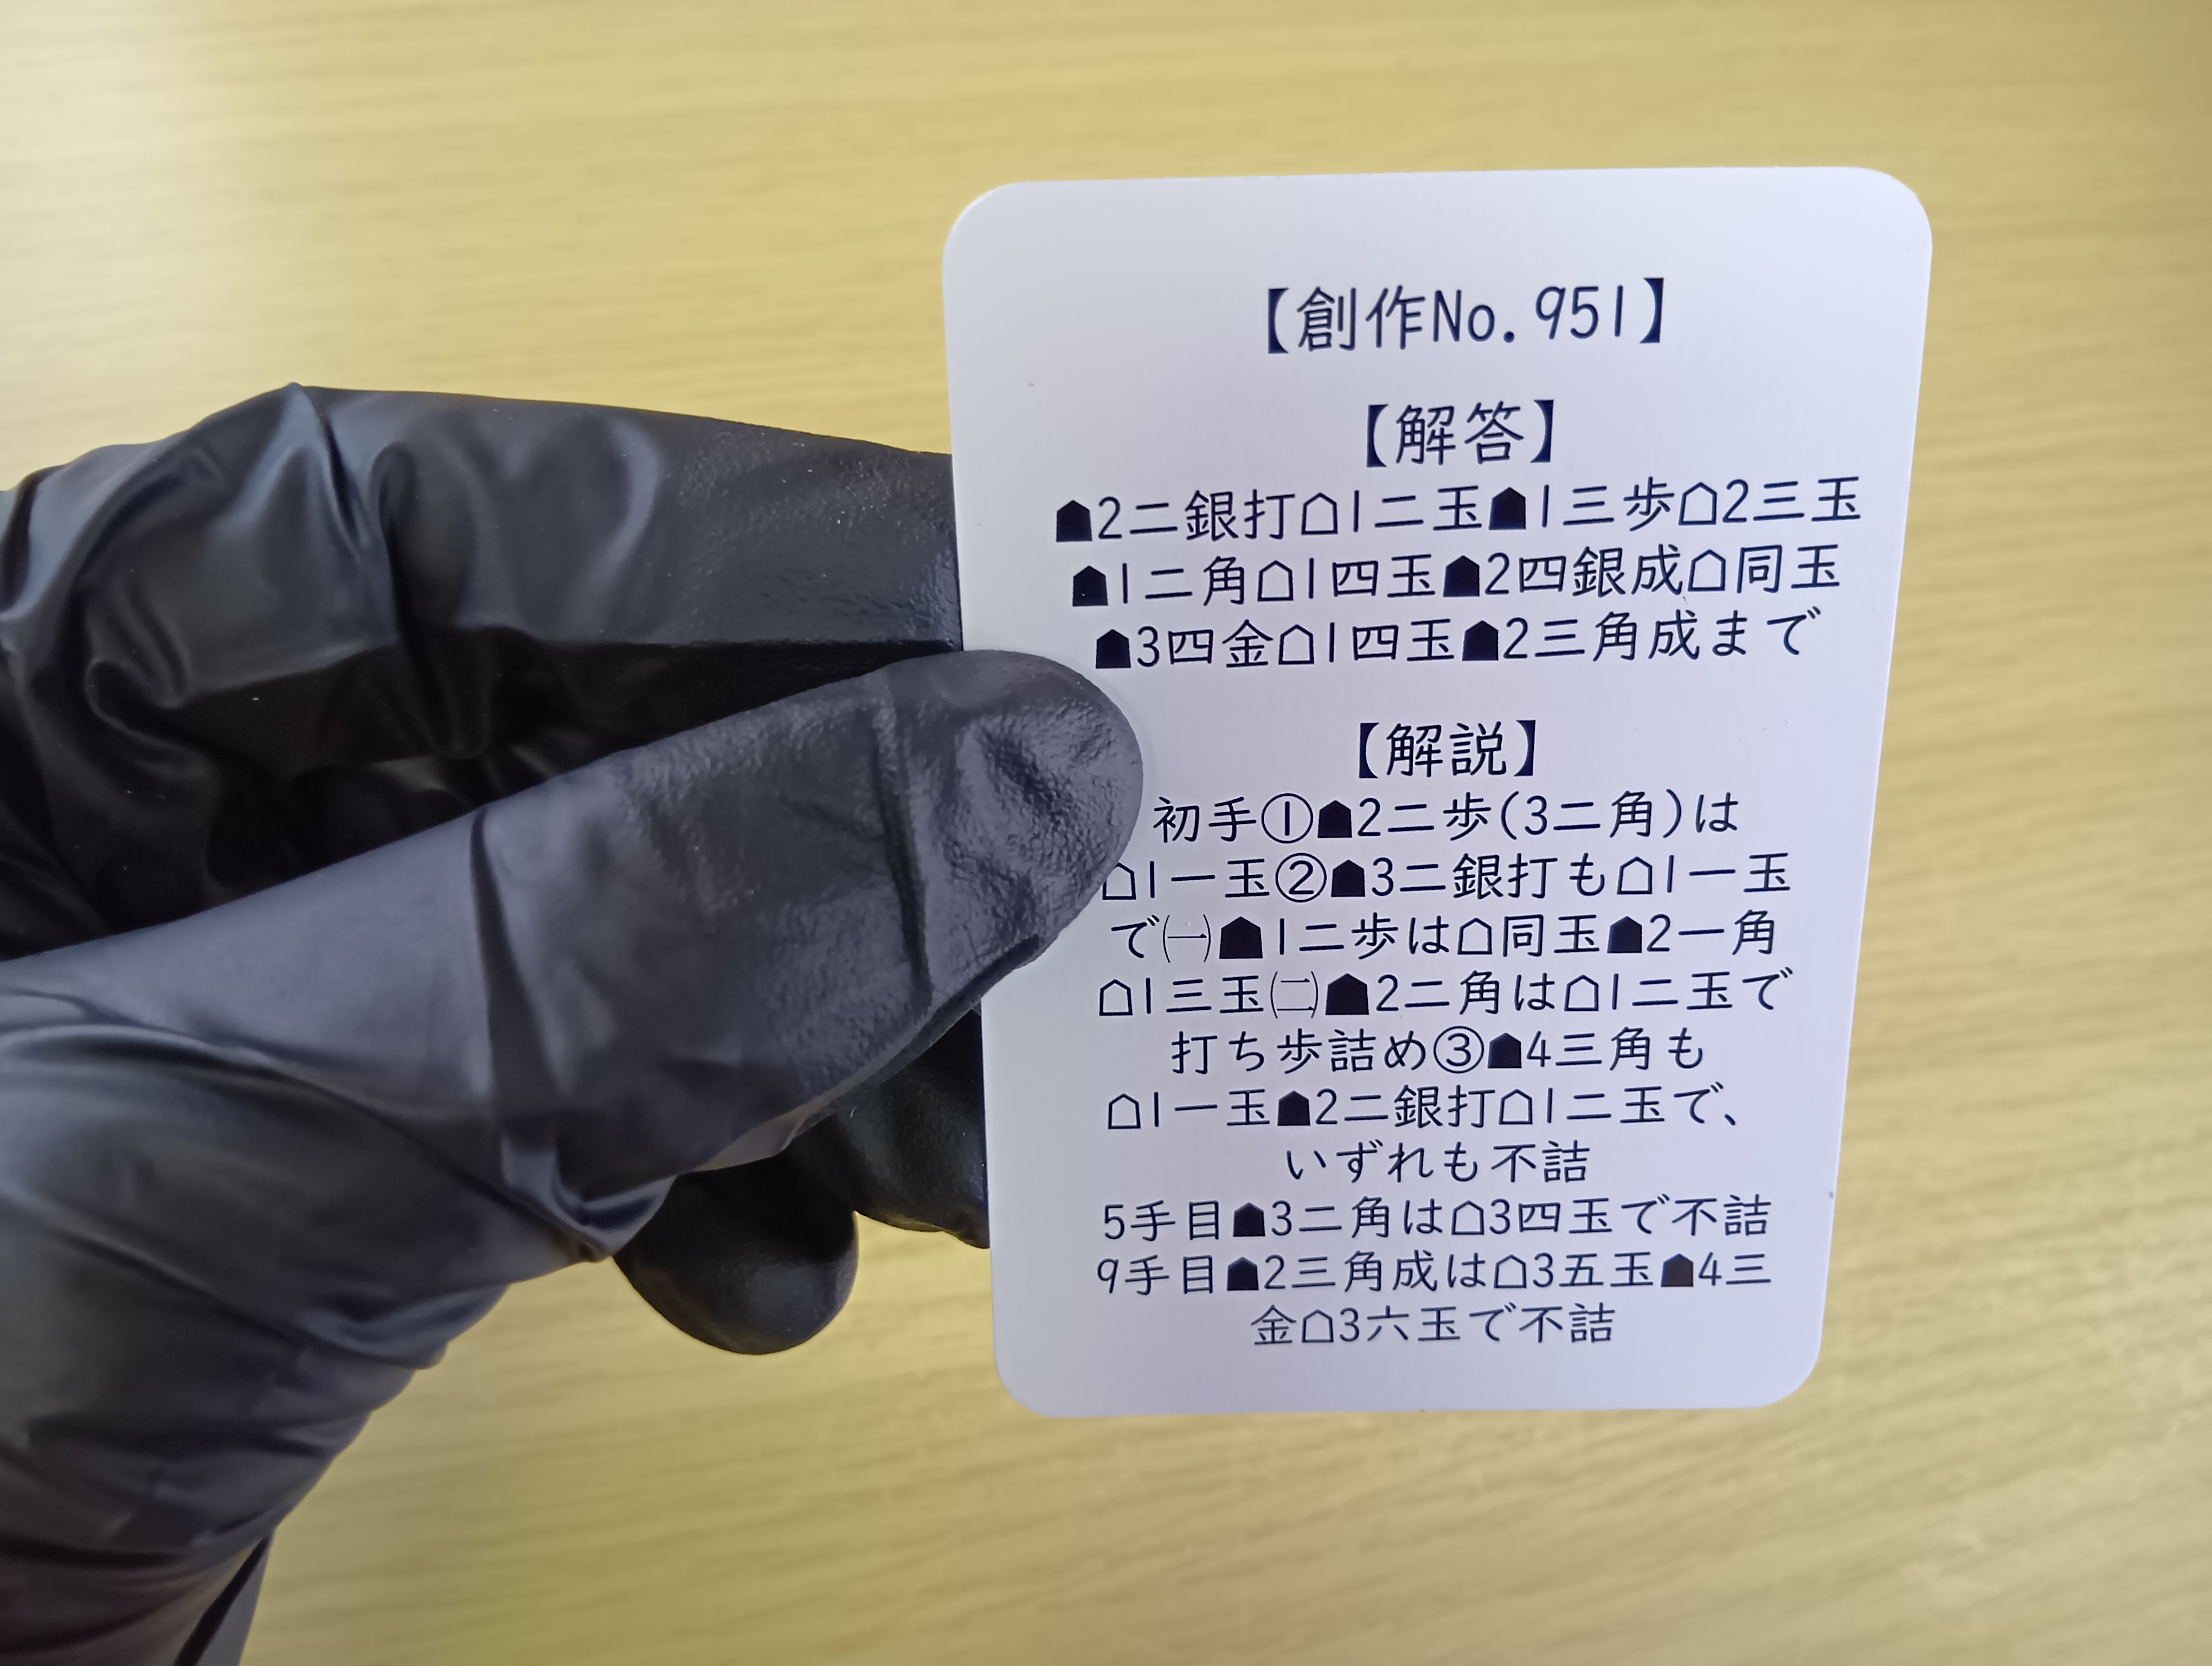 【創作No.951】
【解答】
☗2二銀打☖1二玉☗1三歩☖2三玉
☗1二角☖1四玉☗2四銀成☖同玉
☗3四金☖1四玉☗2三角成まで
【解説】
初手①☗2二歩(3二角)は
☖1一玉②☗3二銀打も☖1一玉
で㈠☗1二歩は☖同玉☗2一角
☖1三玉㈡☗2二角は☖1二玉で
打ち歩詰め③☗4三角も
☖1一玉☗2二銀打☖1二玉で、
いずれも不詰
5手目☗3二角は☖3四玉で不詰
9手目☗2三角成は☖3五玉☗4三
金☖3六玉で不詰